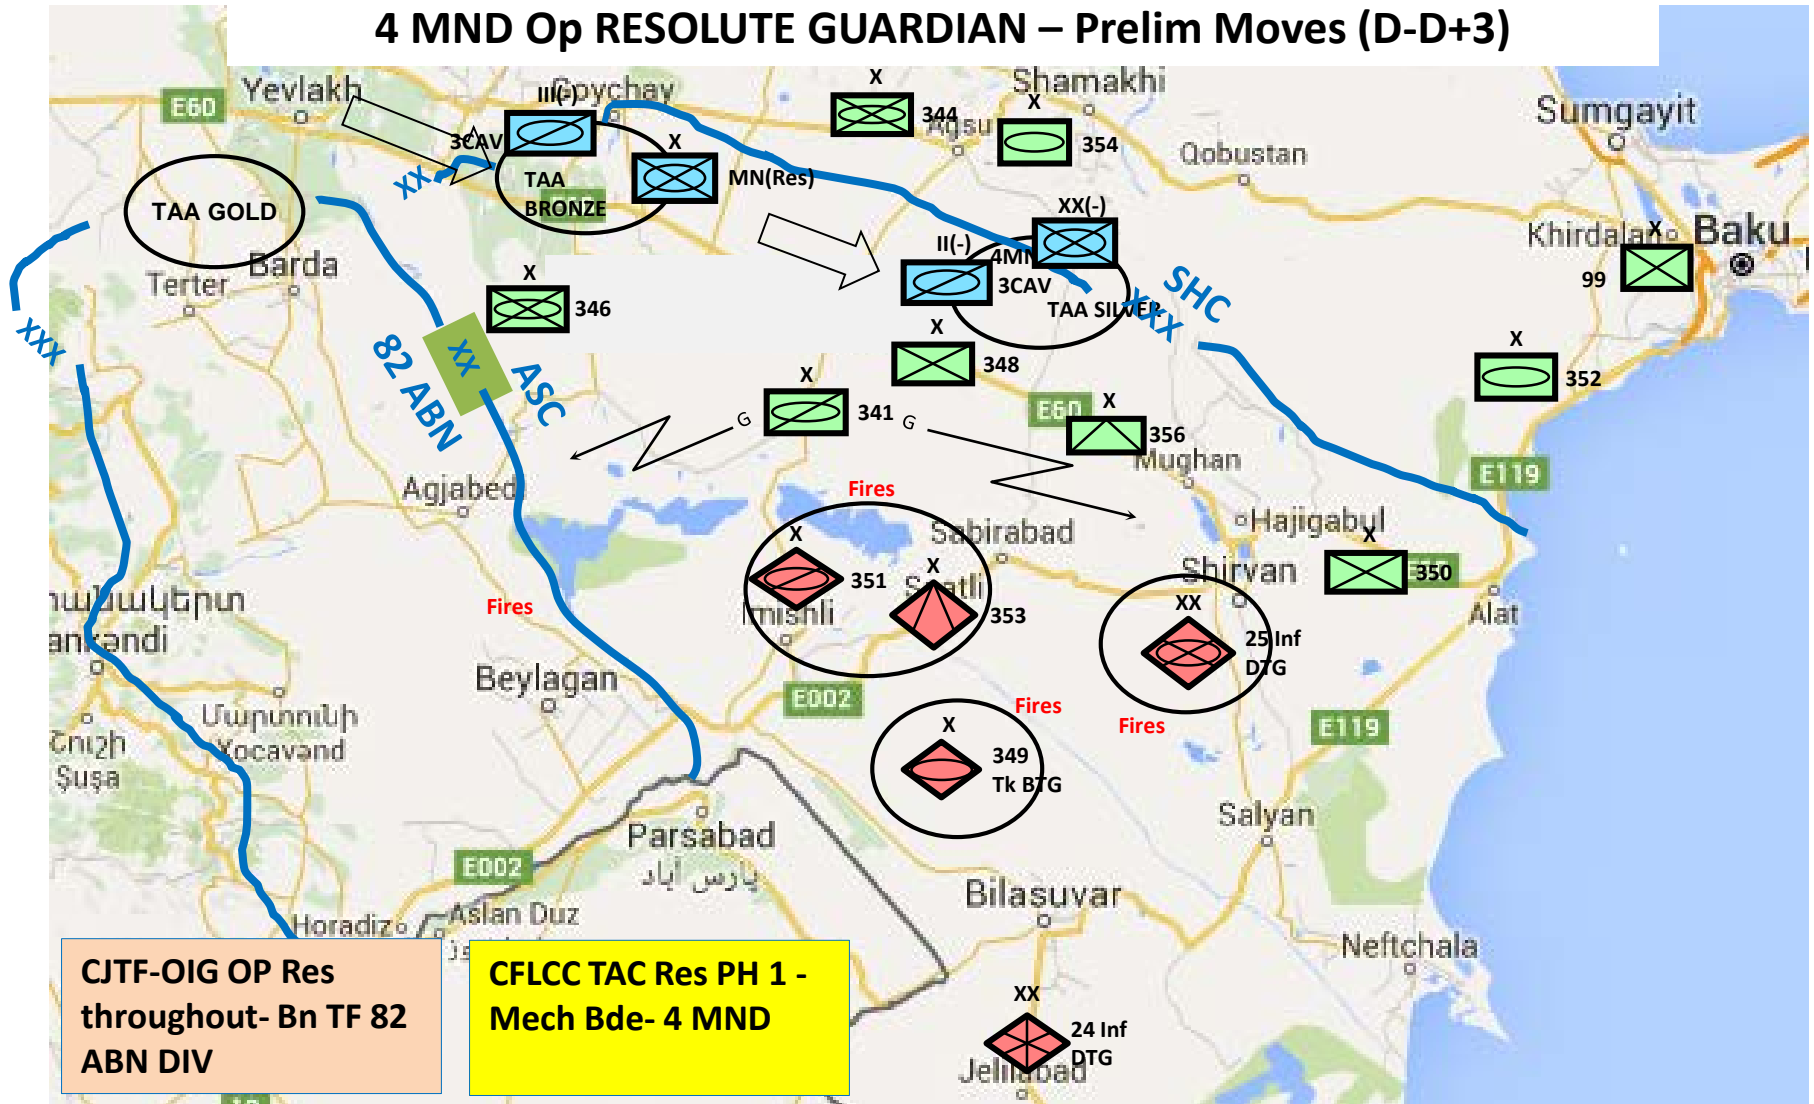 4 MND Op RESOLUTE GUARDIAN – Prelim Moves (D-D+3)
Yevlakh
E60
III(-)
Goychay
3CAV
X
MN(Res)
TAA
BRONZE
XX
X
344
Agsu
Shamakhi
X
354
Qobustan
Sumgayit
Khirdalan
X
Baku
99
TAA GOLD
Barda
Terter
XXX
X
346
XX
82 ABN
ASC
II(-)
3CAV
XX(-)
TAA SILVER
XXX
SHC
X
348
X
341
G
G
E60
X
356
Mughan
X
352
E119
Agjabedi
Fires
X
351
Imishli
X
Saatli
353
Sabirabad
Hajigabul
Shirvan
X
350
Alat
XX
25 Inf
DTG
Fires
Fires
Fires
Beylagan
E002
X
349
Tk BTG
E119
Մարտունի
Xocavənd
Şuşa
Salyan
Parsabad
پارس آباد
E002
Horadiz
Aslan Duz
Bilasuvar
Neftchala
XX
24 Inf
DTG
Jelilabad
CJTF-OIG OP Res
throughout- Bn TF 82
ABN DIV
CFLCC TAC Res PH 1 -
Mech Bde- 4 MND